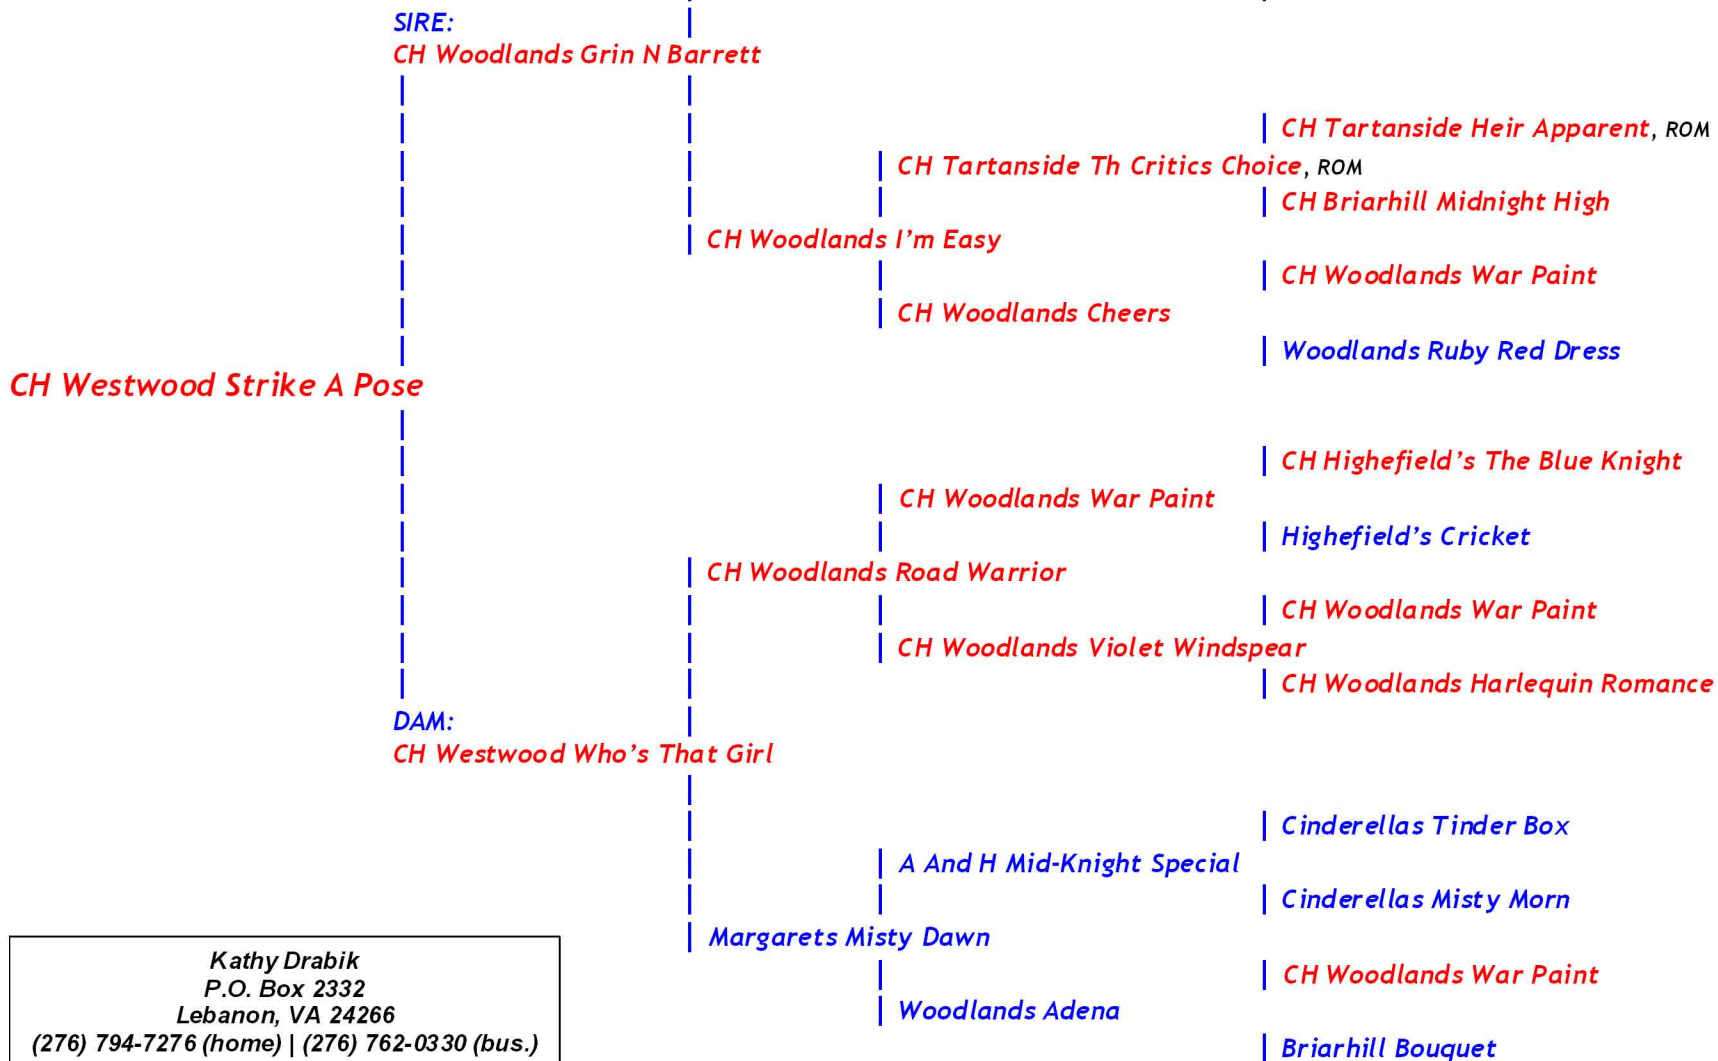 SIRE:
CH Woodlands Grin N Barrett
CH Tartanside Heir Apparent, ROM
CH Tartanside Th Critics Choice, ROM
CH Briarhill Midnight High
CH Woodlands I'm Easy
CH Woodlands War Paint
CH Woodlands Cheers
Woodlands Ruby Red Dress
CH Westwood Strike A Pose
CH Highefield's The Blue Knight
CH Woodlands War Paint
Highefield's Cricket
CH Woodlands Road Warrior
CH Woodlands War Paint
CH Woodlands Violet Windspear
CH Woodlands Harlequin Romance
DAM:
CH Westwood Who's That Girl
Cinderellas Tinder Box
A And H Mid-Knight Special
Cinderellas Misty Morn
Margarets Misty Dawn
CH Woodlands War Paint
Woodlands Adena
Briarhill Bouquet
Kathy Drabik
P.O. Box 2332
Lebanon, VA 24266
(276) 794-7276 (home) | (276) 762-0330 (bus.)